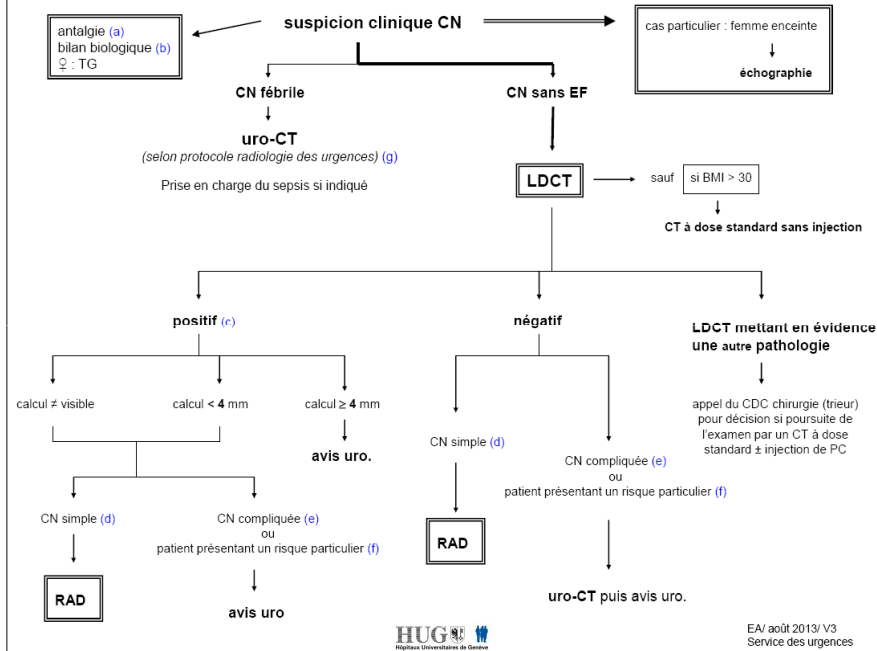 suspicion clinique CN
antalgie (a)
bilan biologique (b)
♀ : TG
cas particulier : femme enceinte
échographie
CN fébrile
CN sans EF
uro-CT
(selon protocole radiologie des urgences) (g)
Prise en charge du sepsis si indiqué
LDCT
sauf
si BMI > 30
CT à dose standard sans injection
positif (c)
négatif
LDCT mettant en évidence
une autre pathologie
calcul ≠ visible
calcul < 4 mm
calcul ≥ 4 mm
avis uro.
appel du CDC chirurgie (trieur)
pour décision si poursuite de
l'examen par un CT à dose
standard ± injection de PC
CN simple (d)
CN compliquée (e)
ou
patient présentant un risque particulier (f)
RAD
uro-CT puis avis uro.
CN simple (d)
CN compliquée (e)
ou
patient présentant un risque particulier (f)
RAD
avis uro
HUG
Hôpitaux Universitaires de Genève
EA/ août 2013/ V3
Service des urgences